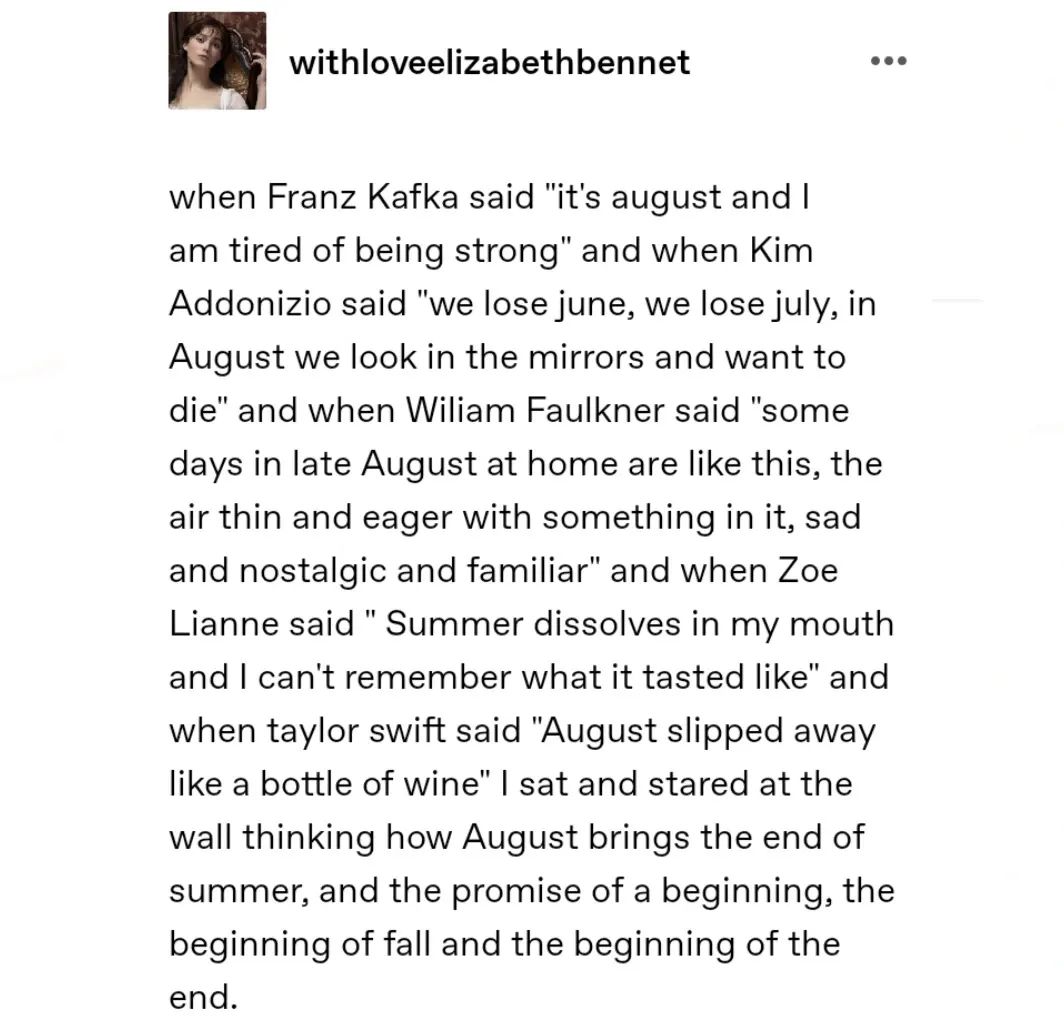 withloveelizabethbennet
when Franz Kafka said "it's august and I
am tired of being strong" and when Kim
Addonizio said "we lose june, we lose july, in
August we look in the mirrors and want to
die" and when Wiliam Faulkner said "some
days in late August at home are like this, the
air thin and eager with something in it, sad
and nostalgic and familiar" and when Zoe
Lianne said " Summer dissolves in my mouth
and I can't remember what it tasted like" and
when taylor swift said "August slipped away
like a bottle of wine" I sat and stared at the
wall thinking how August brings the end of
summer, and the promise of a beginning, the
beginning of fall and the beginning of the
end.